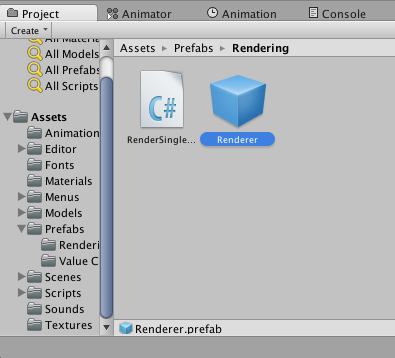 Project
Animator
Animation
Console
Create
All Materia
All Models
All Prefabs
All Scripts
Assets
Animation
Editor
Fonts
Materials
Menus
Models
Prefabs
Renderi
Value C
Scenes
Scripts
Sounds
Textures
Assets ▸ Prefabs ▸ Rendering
C#
RenderSingle...
Renderer
Renderer.prefab